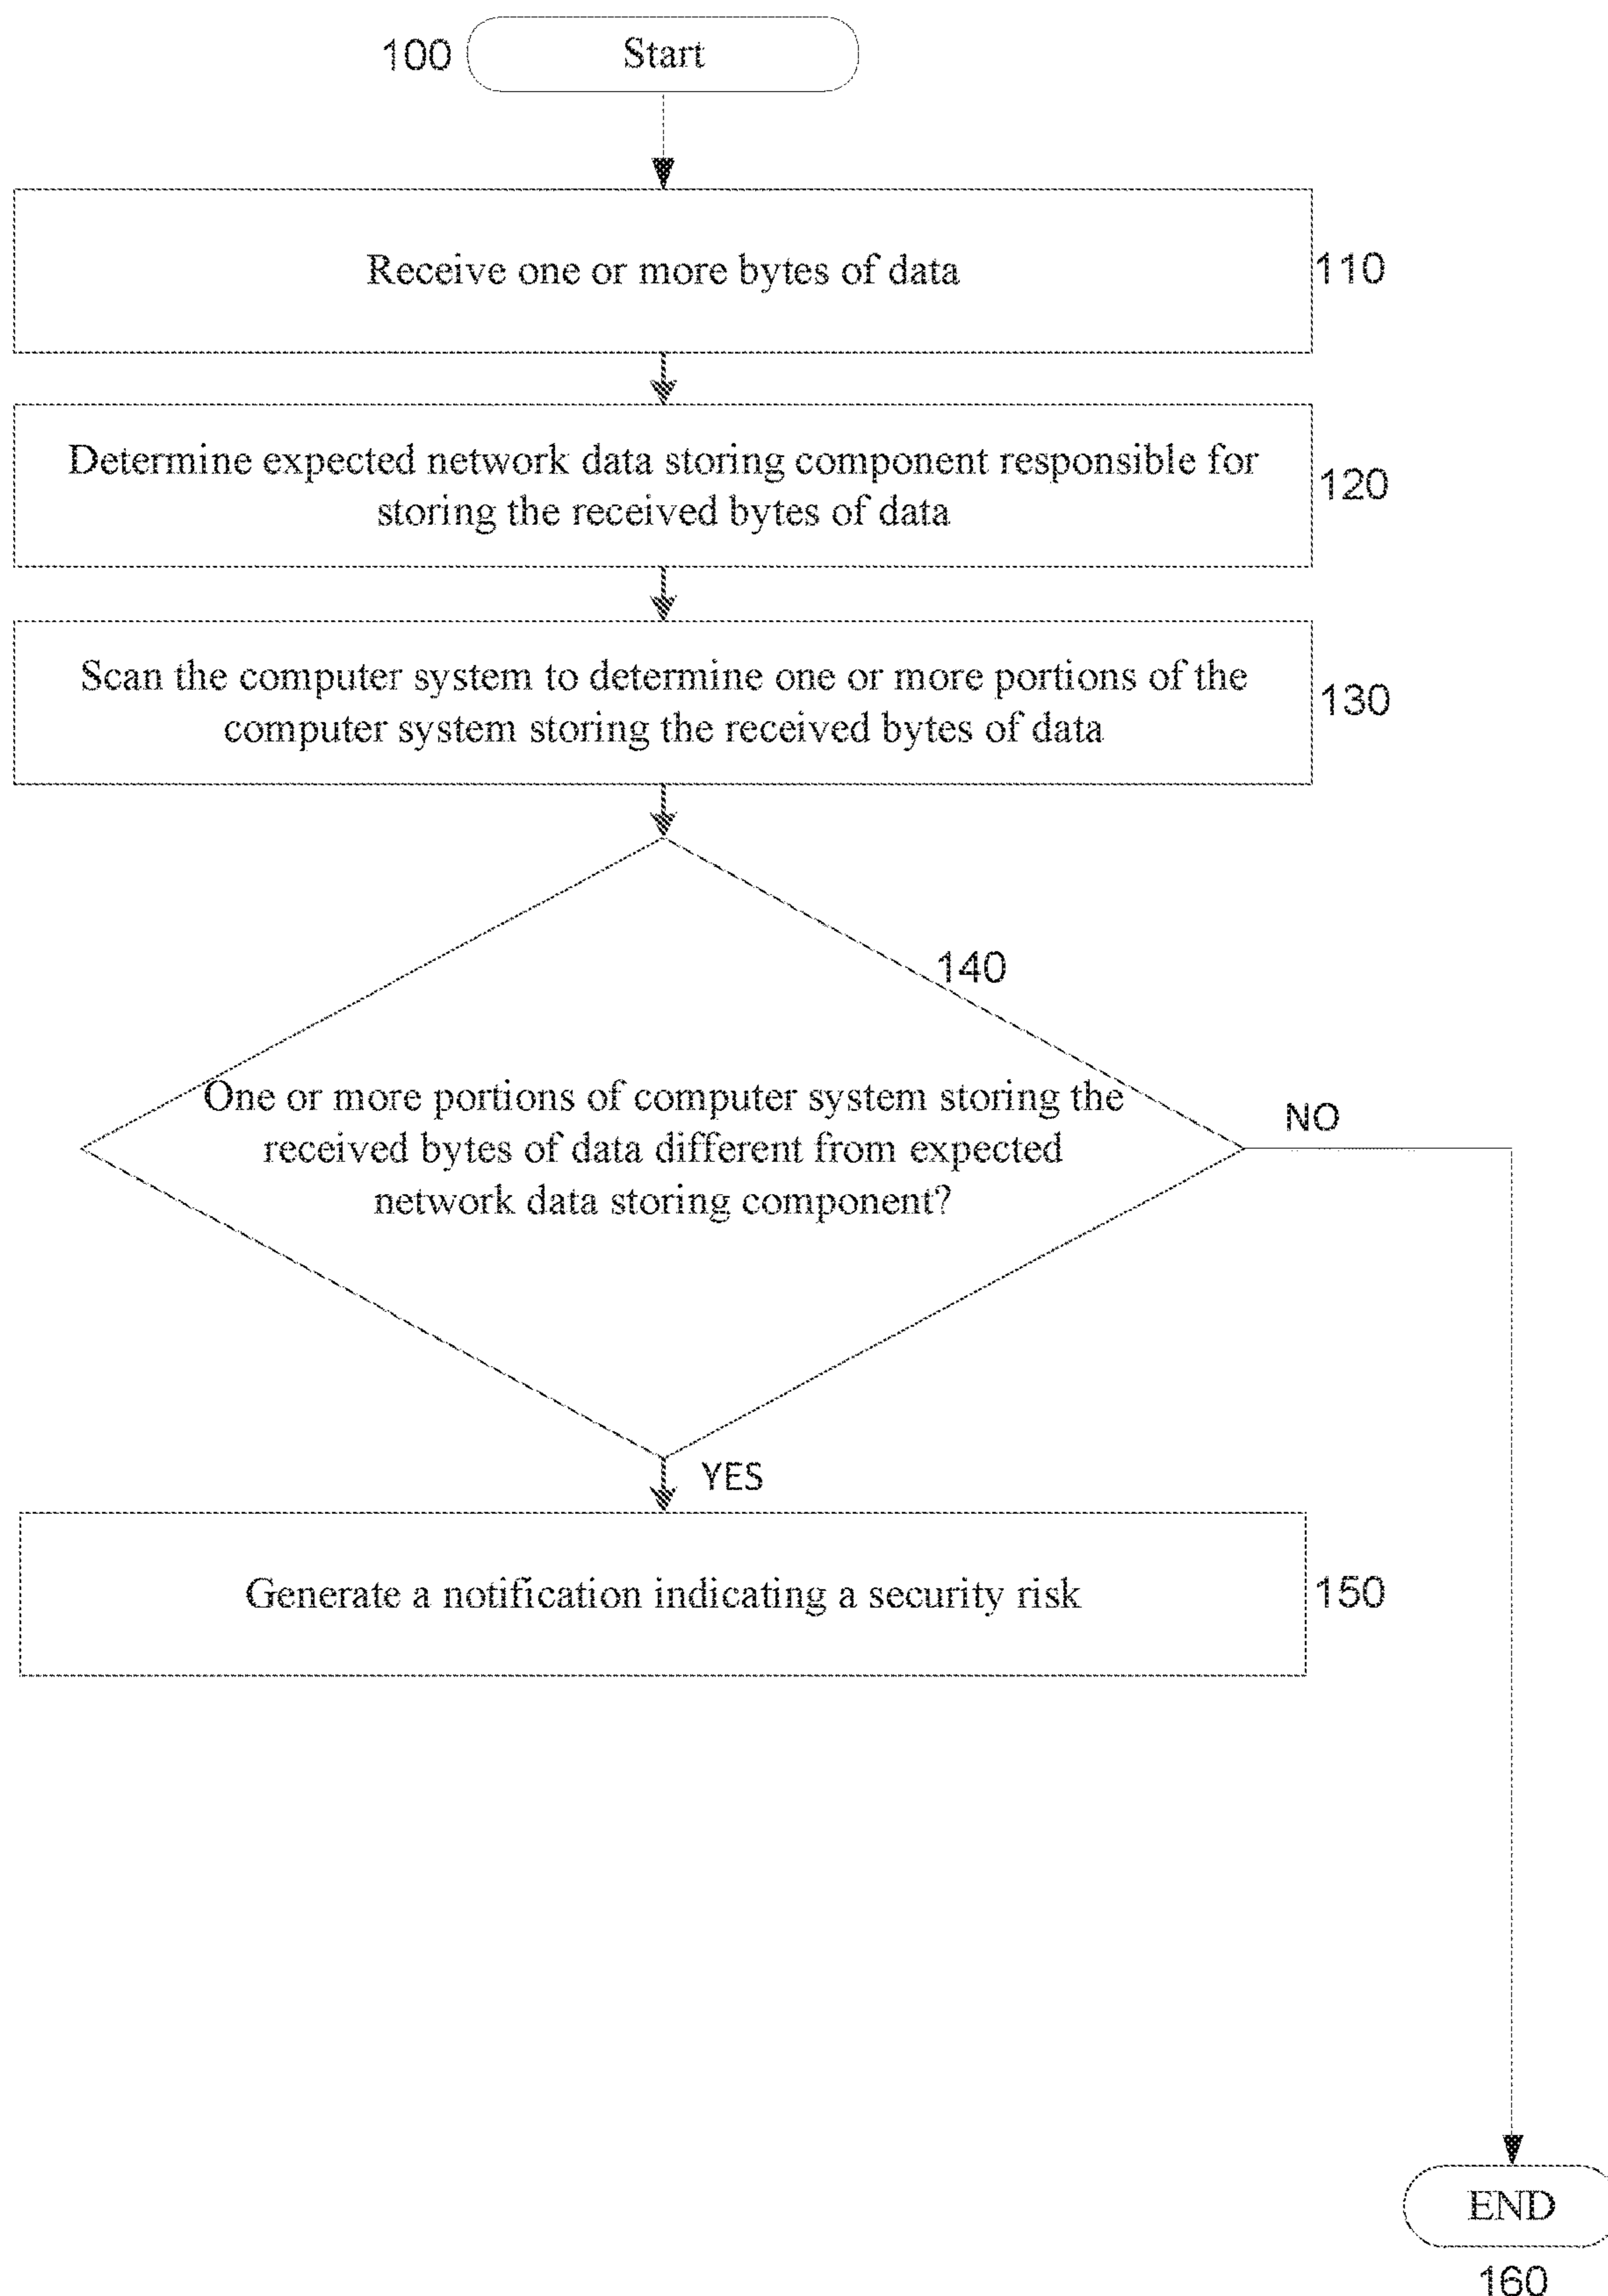 100
Start
Receive one or more bytes of data
110
Determine expected network data storing component responsible for
storing the received bytes of data
120
Scan the computer system to determine one or more portions of the
computer system storing the received bytes of data
130
140
One or more portions of computer system storing the
received bytes of data different from expected
network data storing component?
NO
YES
Generate a notification indicating a security risk
150
END
160